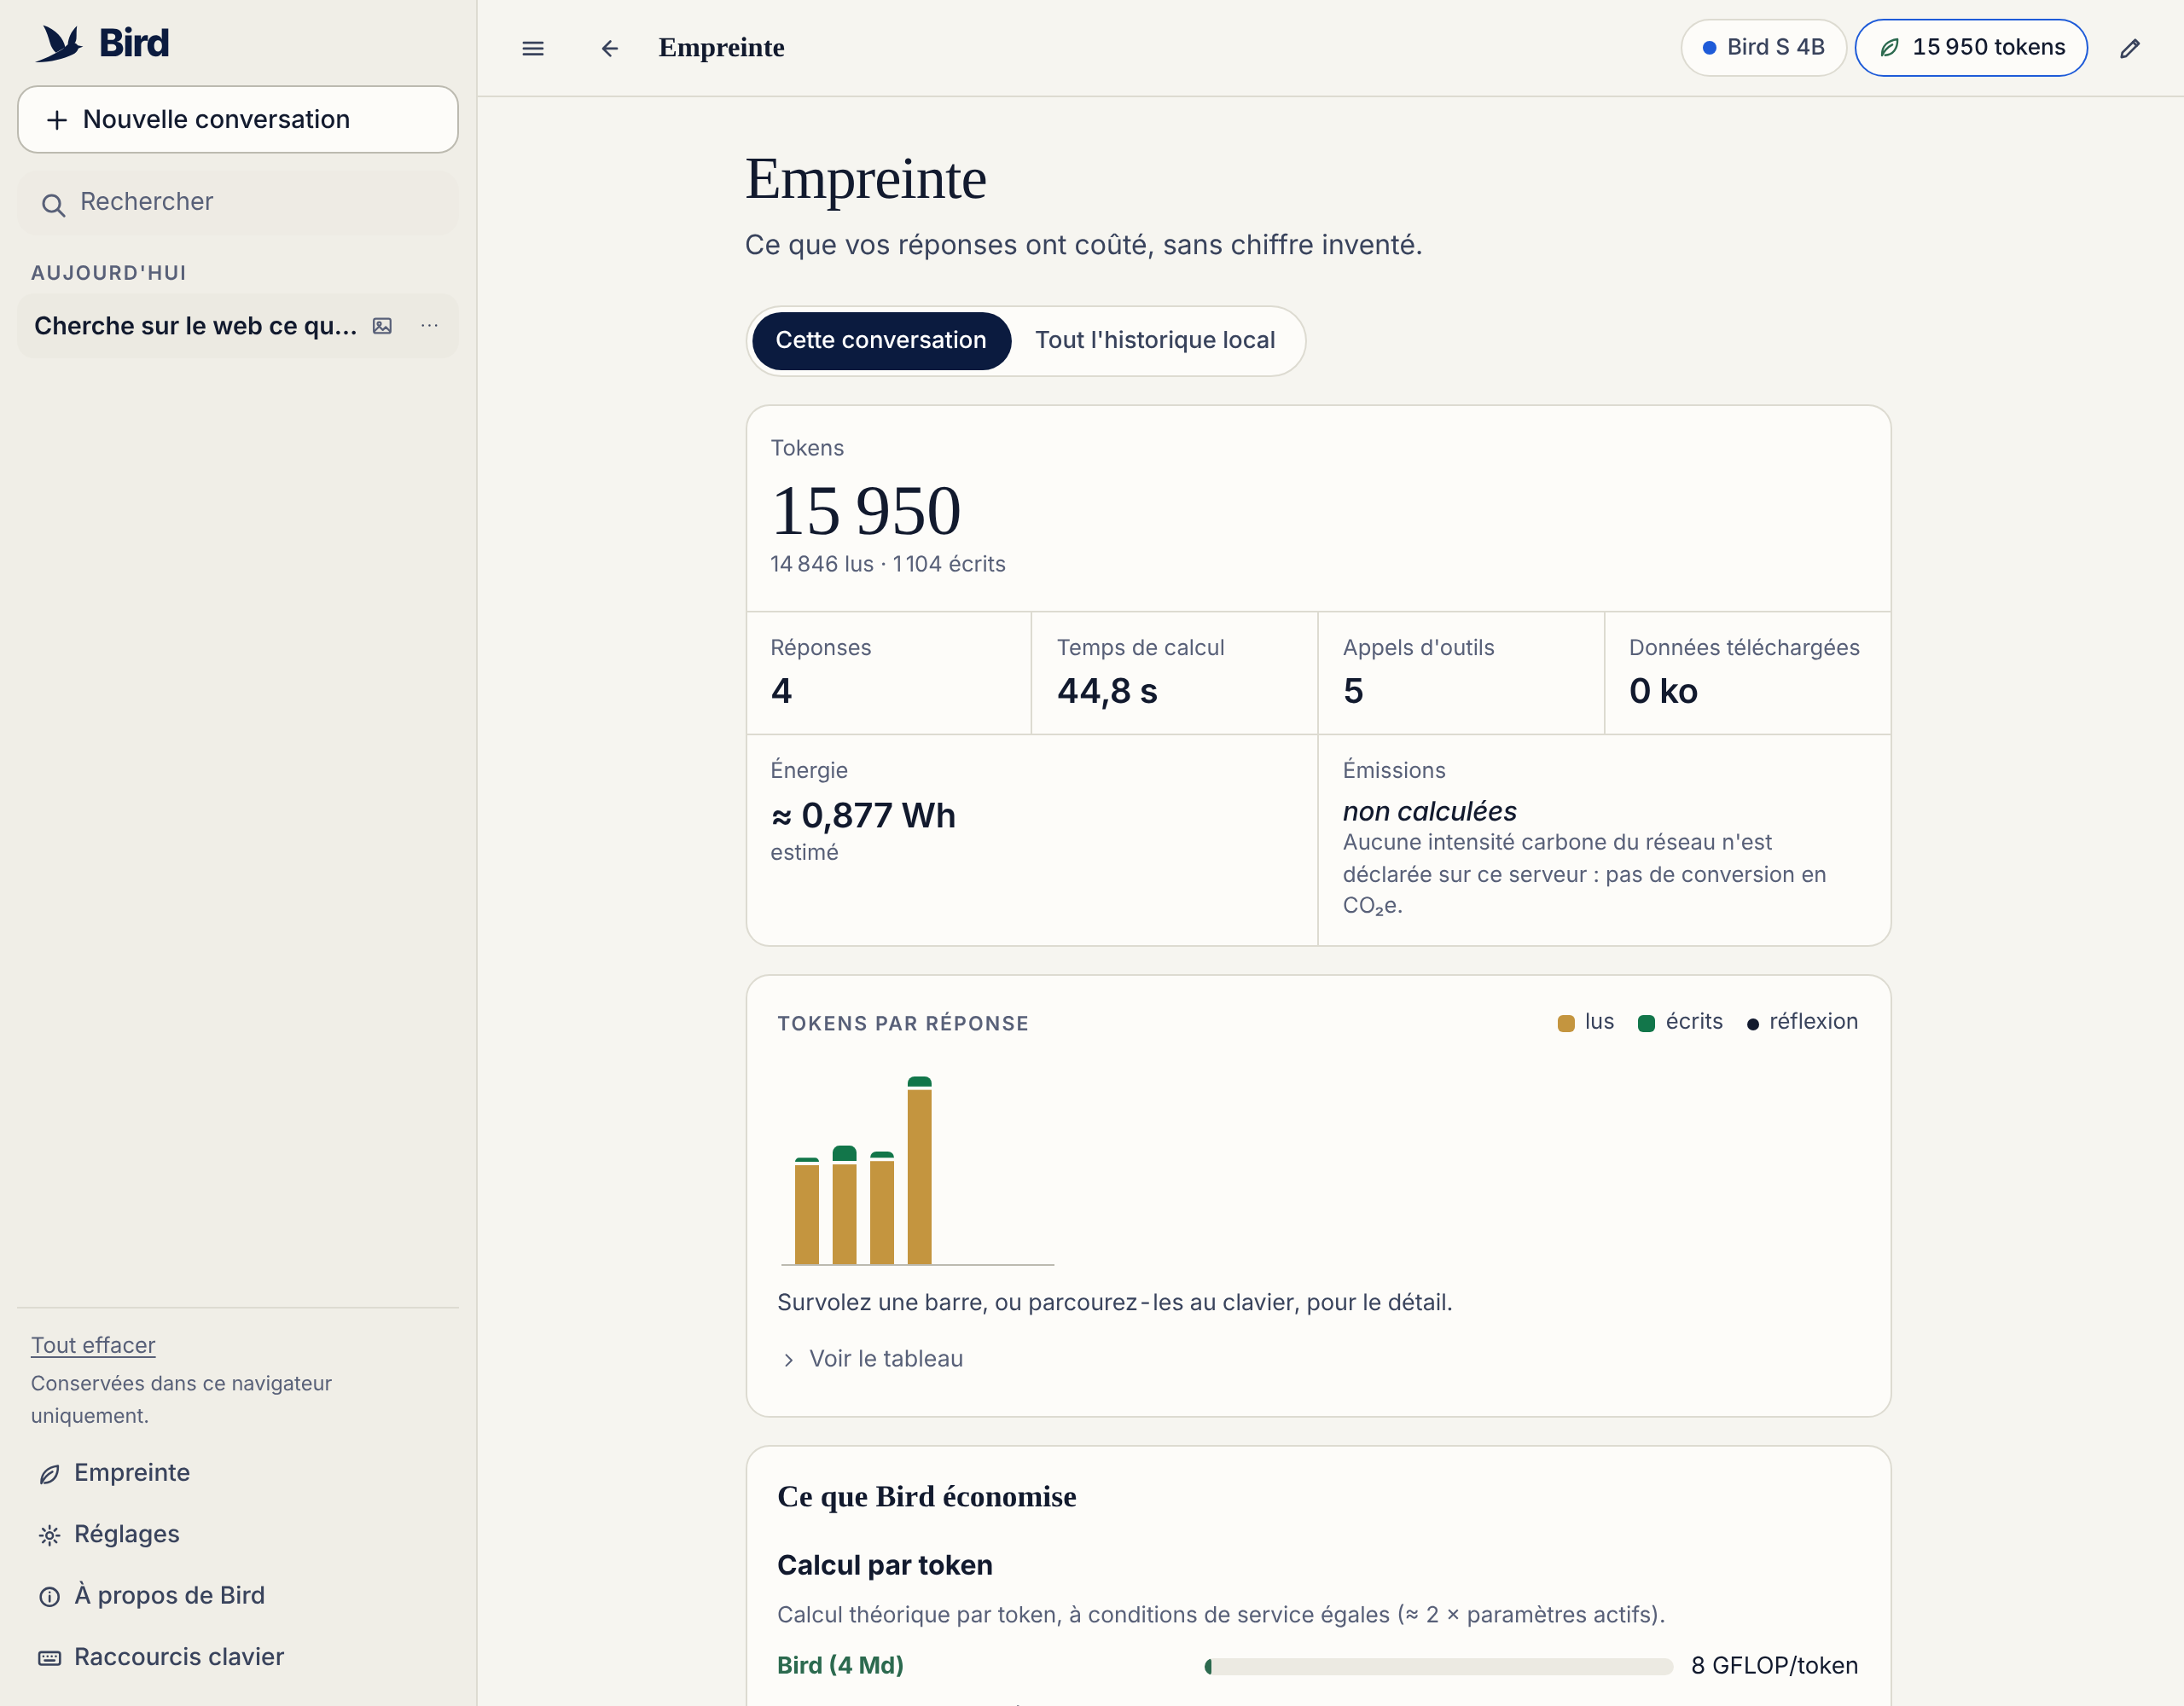 Bird
Nouvelle conversation
Rechercher
AUJOURD'HUI
Cherche sur le web ce qu...
Tout effacer
Conservées dans ce navigateur
uniquement.
Empreinte
Réglages
À propos de Bird
Raccourcis clavier
Empreinte
Bird S 4B
15 950 tokens
Empreinte
Ce que vos réponses ont coûté, sans chiffre inventé.
Cette conversation
Tout l'historique local
Tokens
15 950
14 846 lus · 1 104 écrits
Réponses
4
Temps de calcul
44,8 s
Appels d'outils
5
Données téléchargées
0 ko
Énergie
≈ 0,877 Wh
estimé
Émissions
non calculées
Aucune intensité carbone du réseau n'est
déclarée sur ce serveur : pas de conversion en
CO₂e.
TOKENS PAR RÉPONSE
lus
écrits
réflexion
Survolez une barre, ou parcourez-les au clavier, pour le détail.
Voir le tableau
Ce que Bird économise
Calcul par token
Calcul théorique par token, à conditions de service égales (≈ 2 × paramètres actifs).
Bird (4 Md)
8 GFLOP/token